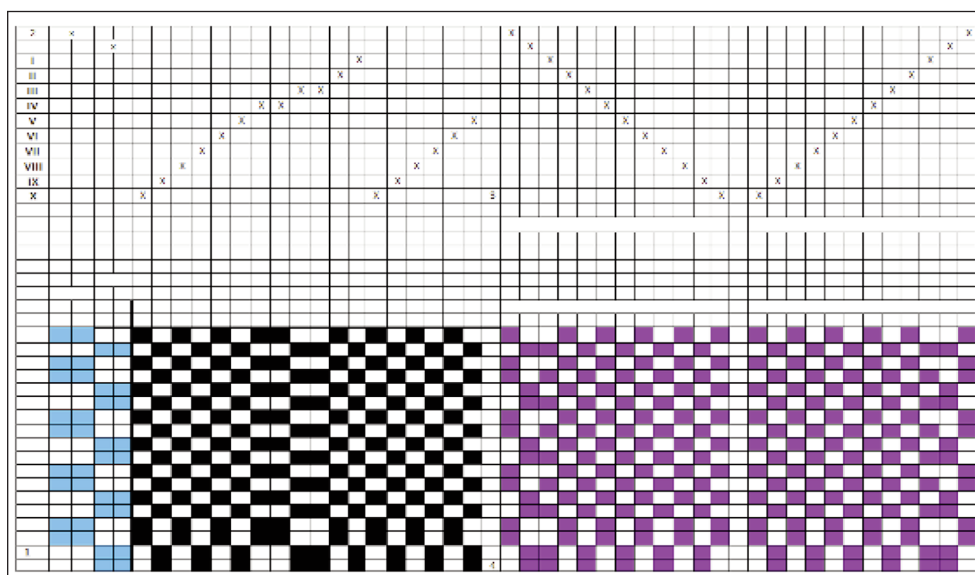 2 x X X
x X X
I X X X
II X X X
III X X X X
IV X X X X
V X X X X
VI X X X X
VII X X X X
VIII X X X X
IX X X X X
X X X 3 X X
1
4